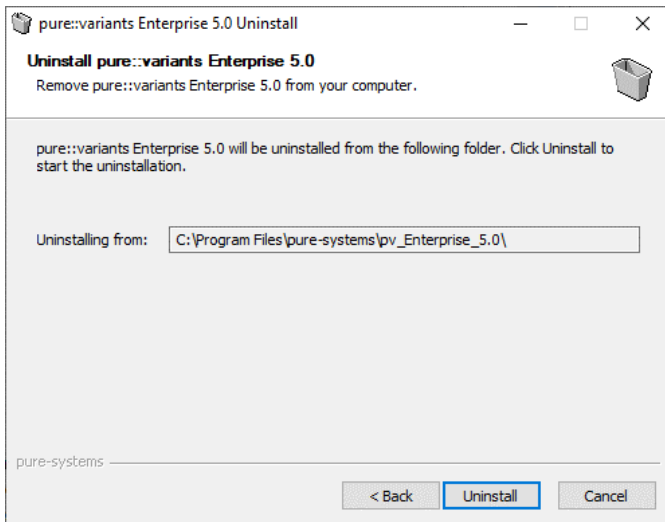 pure::variants Enterprise 5.0 Uninstall
Uninstall pure::variants Enterprise 5.0
Remove pure::variants Enterprise 5.0 from your computer.
pure::variants Enterprise 5.0 will be uninstalled from the following folder. Click Uninstall to
start the uninstallation.
Uninstalling from: C:\Program Files\pure-systems\pv_Enterprise_5.0\
pure-systems
< Back Uninstall Cancel